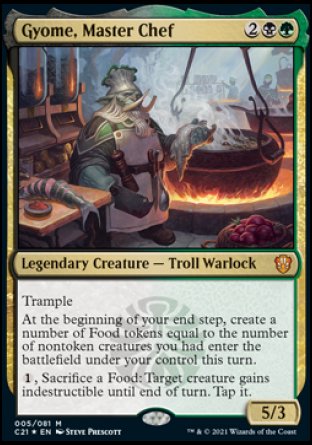 Gyome, Master Chef 2
Legendary Creature — Troll Warlock
Trample
At the beginning of your end step, create a
number of Food tokens equal to the number
of nontoken creatures you had enter the
battlefield under your control this turn.
1, Sacrifice a Food: Target creature gains
indestructible until end of turn. Tap it.
5/3
005/081 M
C21 ★ EN STEVE PRESCOTT
™ & © 2021 Wizards of the Coast